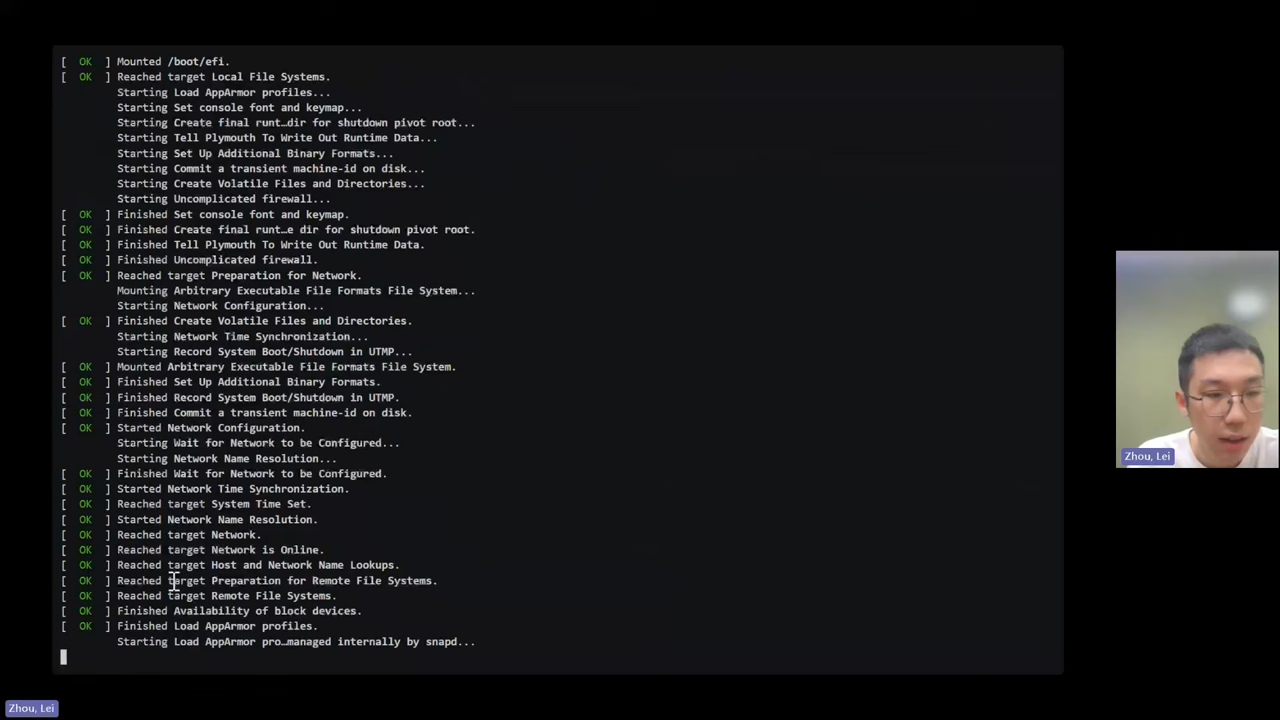 [  OK  ] Mounted /boot/efi.
[  OK  ] Reached target Local File Systems.
Starting Load AppArmor profiles...
Starting Set console font and keymap...
Starting Create final runt…dir for shutdown pivot root...
Starting Tell Plymouth To Write Out Runtime Data...
Starting Set Up Additional Binary Formats...
Starting Commit a transient machine-id on disk...
Starting Create Volatile Files and Directories...
Starting Uncomplicated firewall...
[  OK  ] Finished Set console font and keymap.
[  OK  ] Finished Create final runt…e dir for shutdown pivot root.
[  OK  ] Finished Tell Plymouth To Write Out Runtime Data.
[  OK  ] Finished Uncomplicated firewall.
[  OK  ] Reached target Preparation for Network.
Mounting Arbitrary Executable File Formats File System...
Starting Network Configuration...
[  OK  ] Finished Create Volatile Files and Directories.
Starting Network Time Synchronization...
Starting Record System Boot/Shutdown in UTMP...
[  OK  ] Mounted Arbitrary Executable File Formats File System.
[  OK  ] Finished Set Up Additional Binary Formats.
[  OK  ] Finished Record System Boot/Shutdown in UTMP.
[  OK  ] Finished Commit a transient machine-id on disk.
[  OK  ] Started Network Configuration.
Starting Wait for Network to be Configured...
Starting Network Name Resolution...
[  OK  ] Finished Wait for Network to be Configured.
[  OK  ] Started Network Time Synchronization.
[  OK  ] Reached target System Time Set.
[  OK  ] Started Network Name Resolution.
[  OK  ] Reached target Network.
[  OK  ] Reached target Network is Online.
[  OK  ] Reached target Host and Network Name Lookups.
[  OK  ] Reached target Preparation for Remote File Systems.
[  OK  ] Reached target Remote File Systems.
[  OK  ] Finished Availability of block devices.
[  OK  ] Finished Load AppArmor profiles.
Starting Load AppArmor pro…managed internally by snapd...
Zhou, Lei
Zhou, Lei